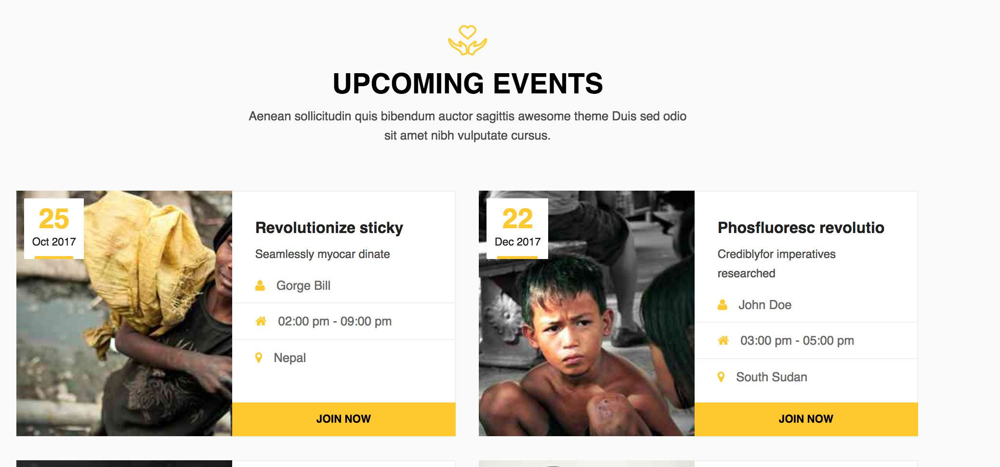 UPCOMING EVENTS
Aenean sollicitudin quis bibendum auctor sagittis awesome theme Duis sed odio
sit amet nibh vulputate cursus.
25
Oct 2017
Revolutionize sticky
Seamlessly myocar dinate
Gorge Bill
02:00 pm - 09:00 pm
Nepal
JOIN NOW
22
Dec 2017
Phosfluoresc revolutio
Crediblyfor imperatives
researched
John Doe
03:00 pm - 05:00 pm
South Sudan
JOIN NOW